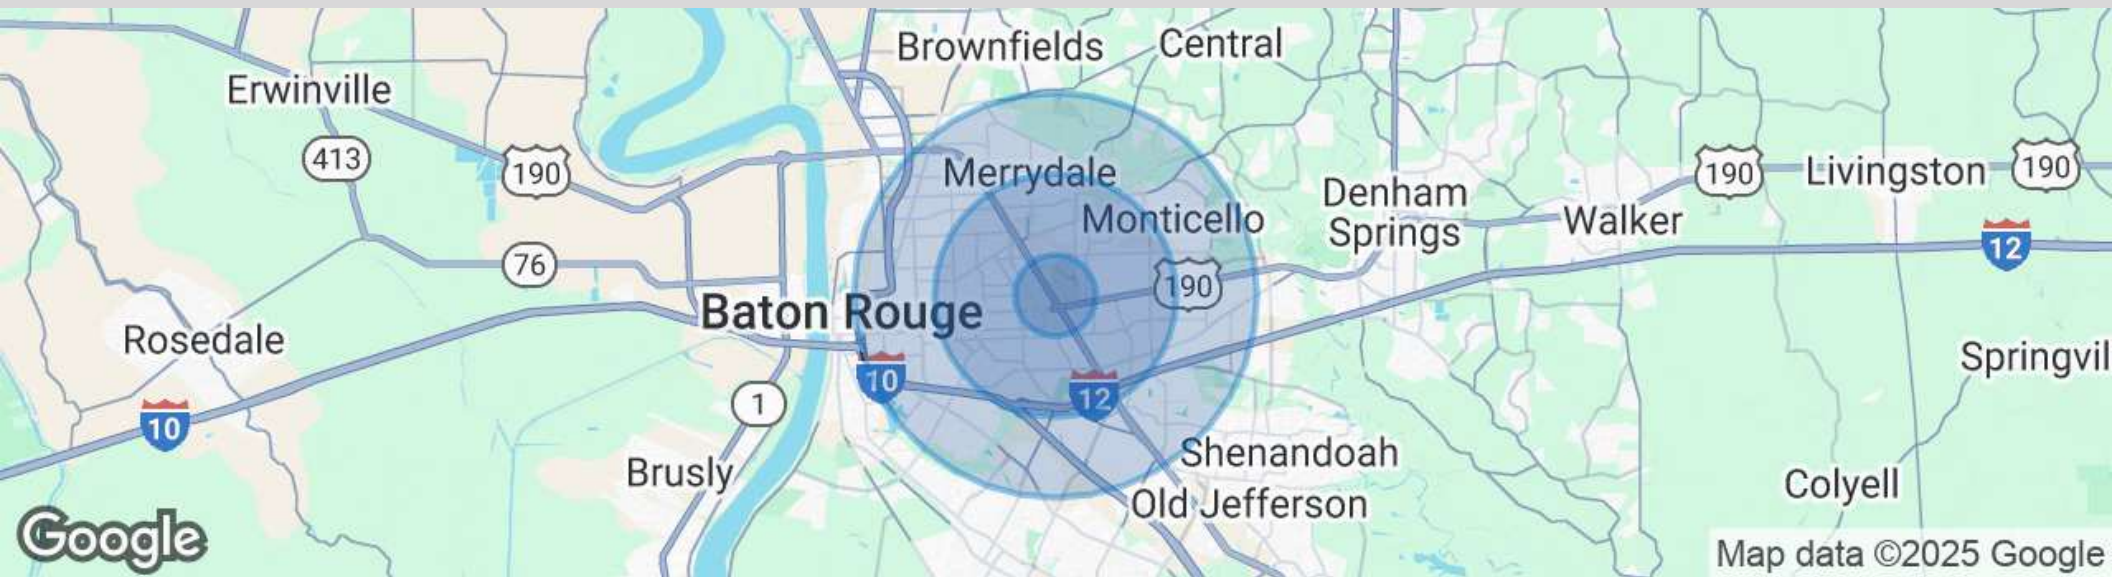 Brownfields
Central
Erwinville
413
190
Merrydale
Monticello
Denham
Springs
Walker
190
Livingston
190
12
76
190
Baton Rouge
Rosedale
10
10
12
1
Springvil
Brusly
Shenandoah
Old Jefferson
Colyell
Google
Map data ©2025 Google